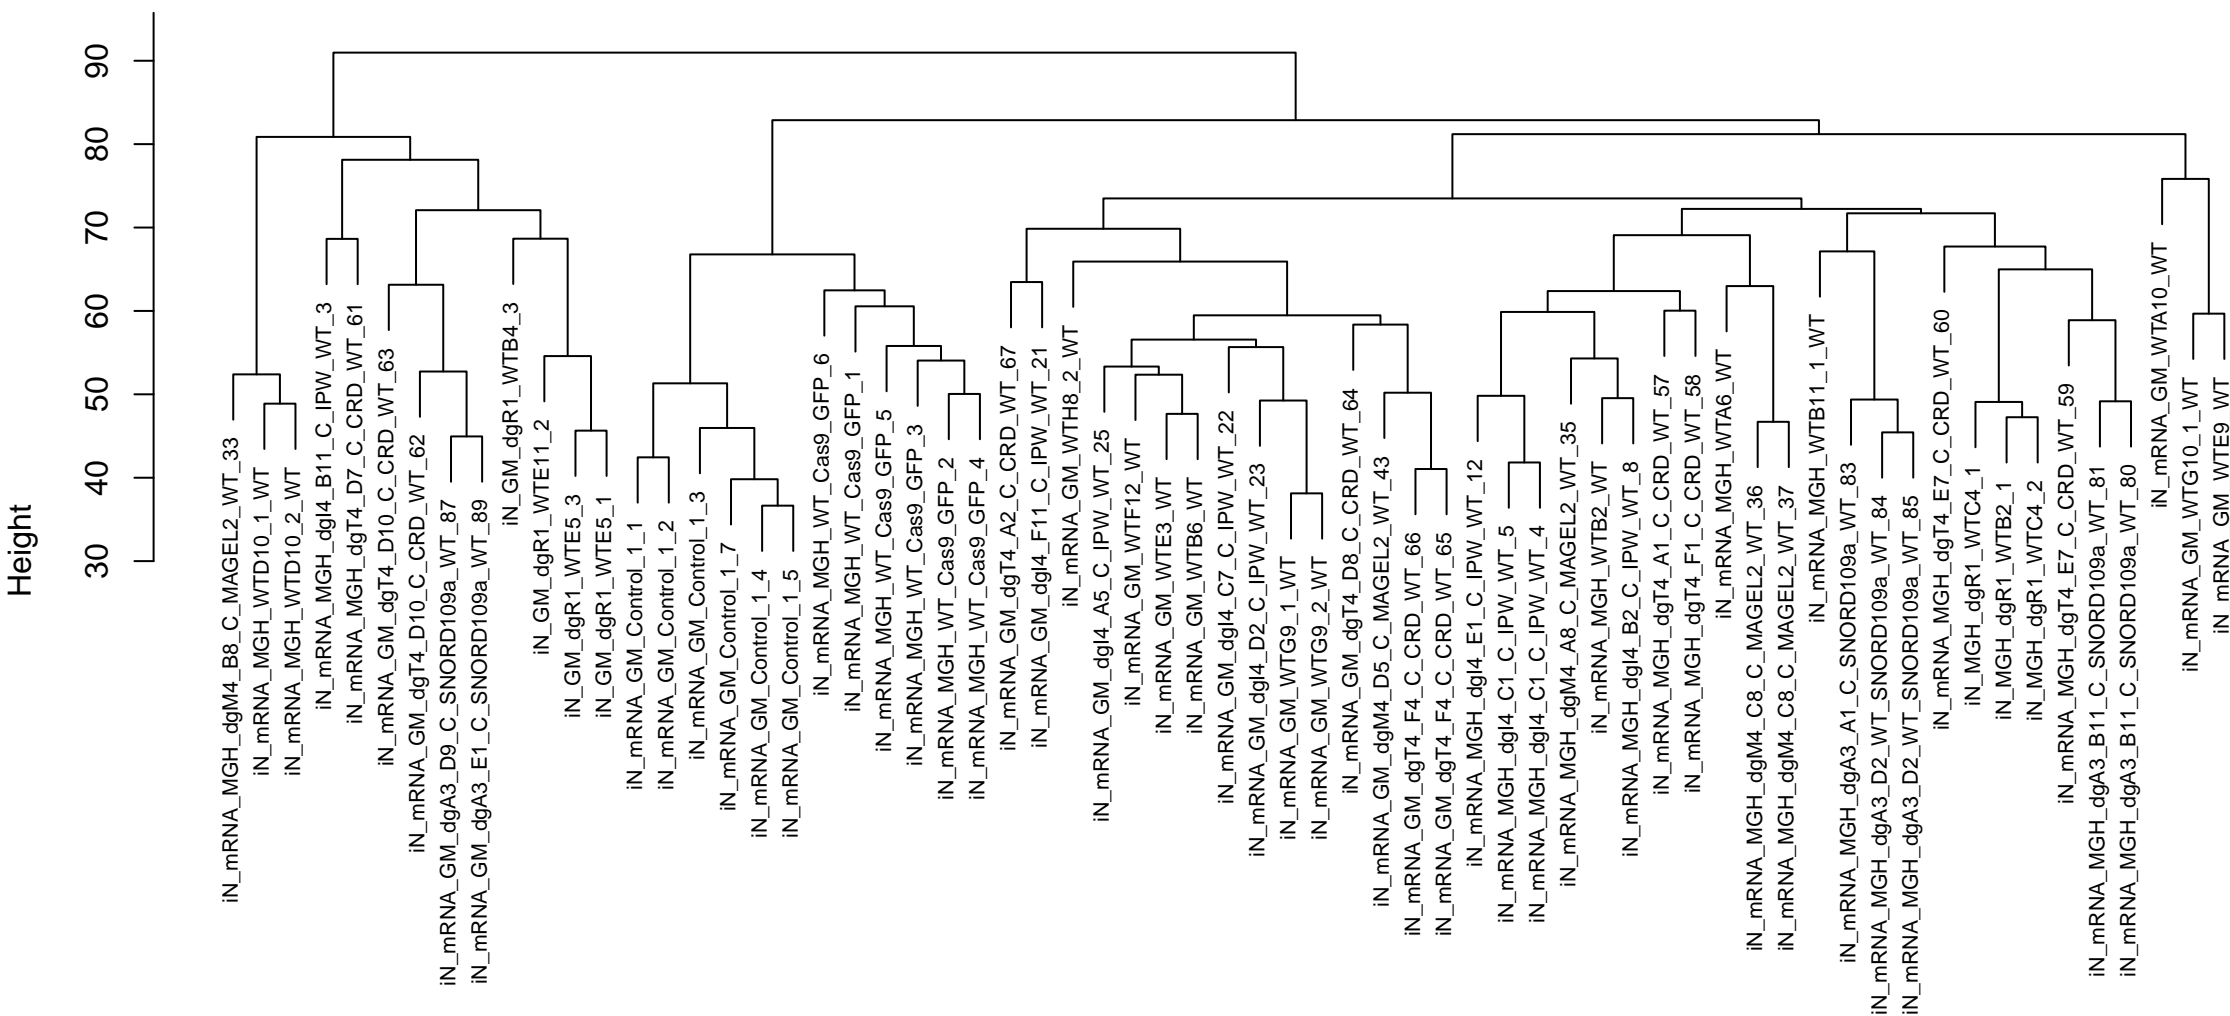 Height
90
80
70
60
50
40
30
iN_mRNA_MGH_dgM4_B8_C_MAGEL2_WT_33
iN_mRNA_MGH_WTD10_1_WT
iN_mRNA_MGH_WTD10_2_WT
iN_mRNA_MGH_dgI4_B11_C_IPW_WT_3
iN_mRNA_MGH_dgT4_D7_C_CRD_WT_61
iN_mRNA_GM_dgT4_D10_C_CRD_WT_63
iN_mRNA_GM_dgT4_D10_C_CRD_WT_62
iN_mRNA_GM_dgA3_D9_C_SNORD109a_WT_87
iN_mRNA_GM_dgA3_E1_C_SNORD109a_WT_89
iN_GM_dgR1_WTB4_3
iN_GM_dgR1_WTE11_2
iN_GM_dgR1_WTE5_3
iN_GM_dgR1_WTE5_1
iN_mRNA_GM_Control_1_1
iN_mRNA_GM_Control_1_2
iN_mRNA_GM_Control_1_3
iN_mRNA_GM_Control_1_7
iN_mRNA_GM_Control_1_4
iN_mRNA_GM_Control_1_5
iN_mRNA_MGH_WT_Cas9_GFP_6
iN_mRNA_MGH_WT_Cas9_GFP_1
iN_mRNA_MGH_WT_Cas9_GFP_5
iN_mRNA_MGH_WT_Cas9_GFP_3
iN_mRNA_MGH_WT_Cas9_GFP_2
iN_mRNA_MGH_WT_Cas9_GFP_4
iN_mRNA_GM_dgT4_A2_C_CRD_WT_67
iN_mRNA_GM_dgI4_F11_C_IPW_WT_21
iN_mRNA_GM_WTH8_2_WT
iN_mRNA_GM_dgI4_A5_C_IPW_WT_25
iN_mRNA_GM_WTF12_WT
iN_mRNA_GM_WTE3_WT
iN_mRNA_GM_WTB6_WT
iN_mRNA_GM_dgI4_C7_C_IPW_WT_22
iN_mRNA_GM_dgI4_D2_C_IPW_WT_23
iN_mRNA_GM_WTG9_1_WT
iN_mRNA_GM_WTG9_2_WT
iN_mRNA_GM_dgT4_D8_C_CRD_WT_64
iN_mRNA_GM_dgM4_D5_C_MAGEL2_WT_43
iN_mRNA_GM_dgT4_F4_C_CRD_WT_66
iN_mRNA_GM_dgT4_F4_C_CRD_WT_65
iN_mRNA_MGH_dgI4_E1_C_IPW_WT_12
iN_mRNA_MGH_dgI4_C1_C_IPW_WT_5
iN_mRNA_MGH_dgI4_C1_C_IPW_WT_4
iN_mRNA_MGH_dgM4_A8_C_MAGEL2_WT_35
iN_mRNA_MGH_WTB2_WT
iN_mRNA_MGH_dgI4_B2_C_IPW_WT_8
iN_mRNA_MGH_dgT4_A1_C_CRD_WT_57
iN_mRNA_MGH_dgT4_F1_C_CRD_WT_58
iN_mRNA_MGH_WTA6_WT
iN_mRNA_MGH_dgM4_C8_C_MAGEL2_WT_36
iN_mRNA_MGH_dgM4_C8_C_MAGEL2_WT_37
iN_mRNA_MGH_WTB11_1_WT
iN_mRNA_MGH_dgA3_A1_C_SNORD109a_WT_83
iN_mRNA_MGH_dgA3_D2_WT_SNORD109a_WT_84
iN_mRNA_MGH_dgA3_D2_WT_SNORD109a_WT_85
iN_mRNA_MGH_dgT4_E7_C_CRD_WT_60
iN_MGH_dgR1_WTC4_1
iN_MGH_dgR1_WTB2_1
iN_MGH_dgR1_WTC4_2
iN_mRNA_MGH_dgT4_E7_C_CRD_WT_59
iN_mRNA_MGH_dgA3_B11_C_SNORD109a_WT_81
iN_mRNA_MGH_dgA3_B11_C_SNORD109a_WT_80
iN_mRNA_GM_WTA10_WT
iN_mRNA_GM_WTG10_1_WT
iN_mRNA_GM_WTE9_WT